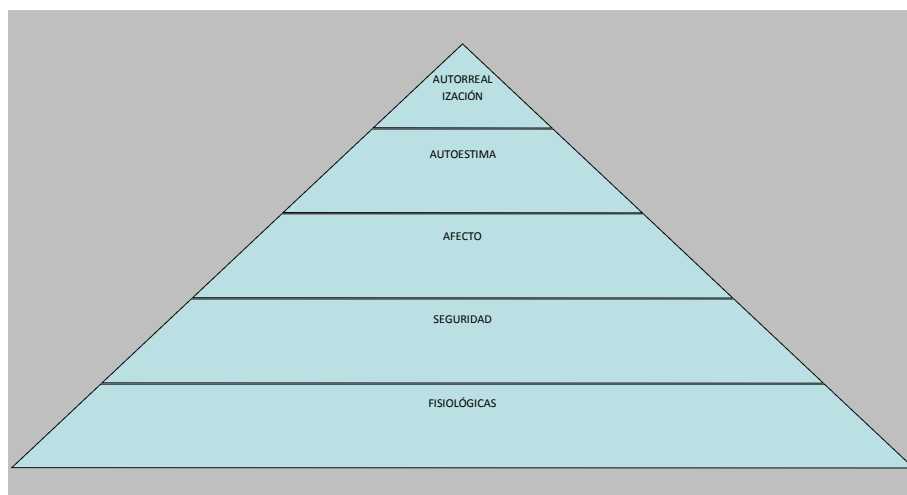 AUTORREAL
IZACIÓN
AUTOESTIMA
AFECTO
SEGURIDAD
FISIOLÓGICAS